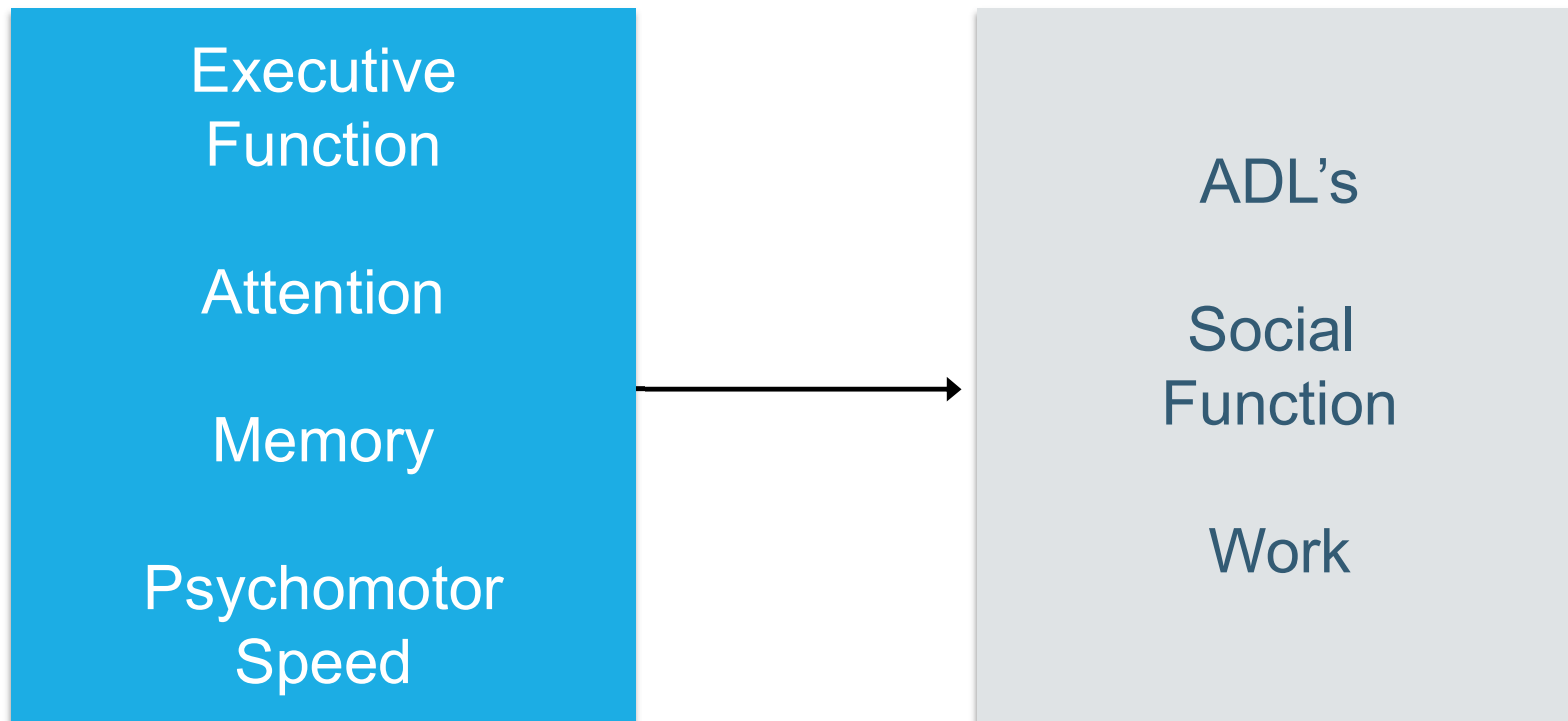 Executive
Function
Attention
Memory
Psychomotor
Speed
ADL’s
Social
Function
Work